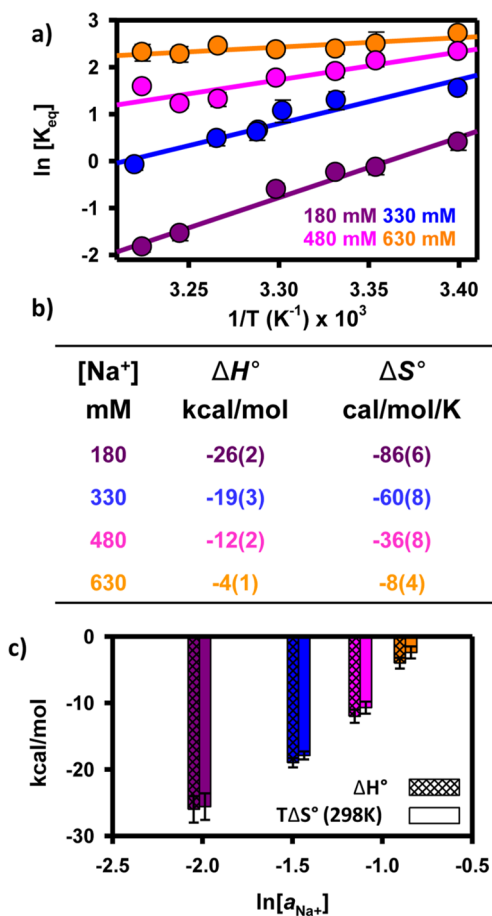 a)
3
2
1
0
-1
-2
ln [Keq]
180 mM 330 mM
480 mM 630 mM
3.25 3.30 3.35 3.40
1/T (K⁻¹) x 10³
b)
[Na⁺] ΔH° ΔS°
mM kcal/mol cal/mol/K
180 -26(2) -86(6)
330 -19(3) -60(8)
480 -12(2) -36(8)
630 -4(1) -8(4)
c)
0
-10
-20
-30
kcal/mol
ΔH°
TΔS° (298K)
-2.5 -2.0 -1.5 -1.0 -0.5
ln[aNa+]